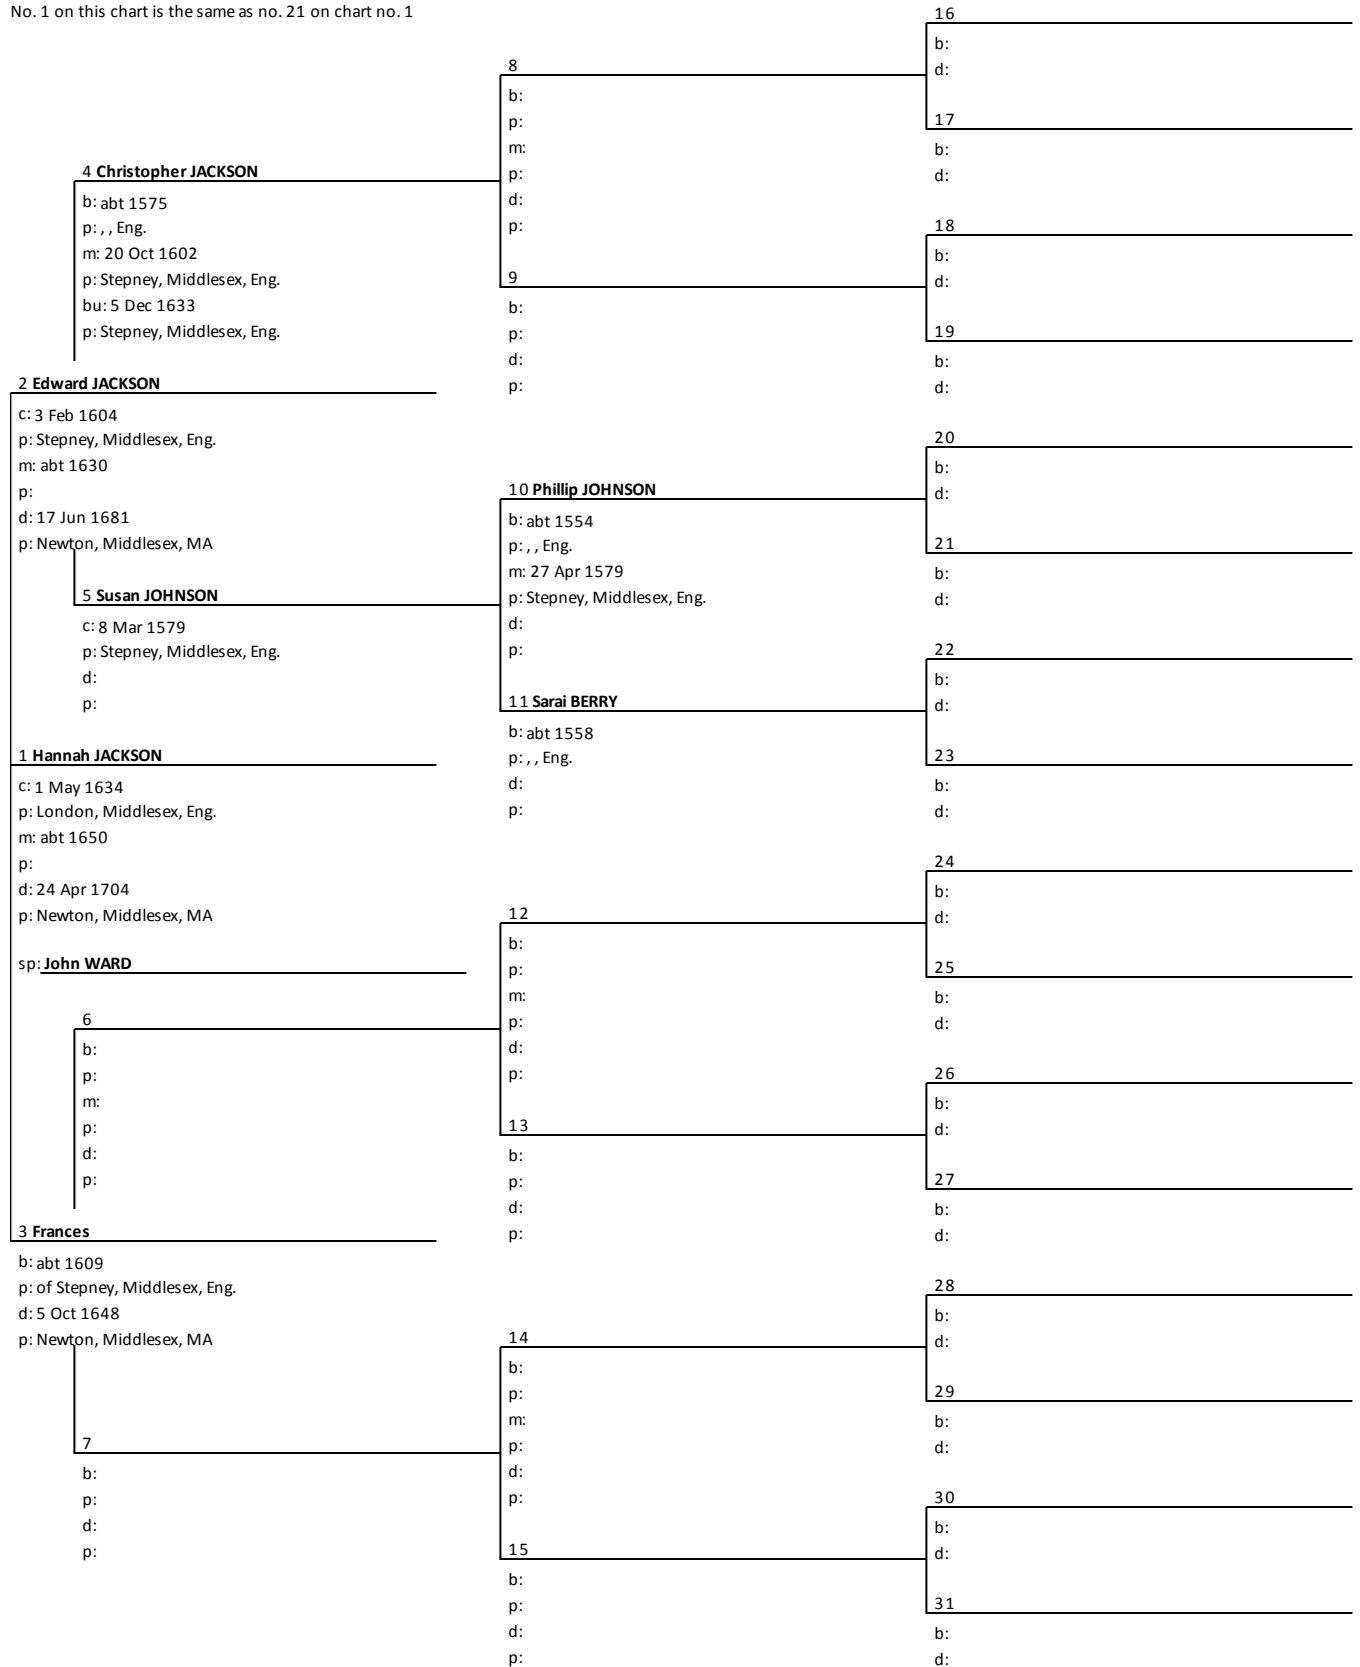 No. 1 on this chart is the same as no. 21 on chart no. 1
4 Christopher JACKSON
b: abt 1575
p: , , Eng.
m: 20 Oct 1602
p: Stepney, Middlesex, Eng.
bu: 5 Dec 1633
p: Stepney, Middlesex, Eng.
2 Edward JACKSON
c: 3 Feb 1604
p: Stepney, Middlesex, Eng.
m: abt 1630
p:
d: 17 Jun 1681
p: Newton, Middlesex, MA
5 Susan JOHNSON
c: 8 Mar 1579
p: Stepney, Middlesex, Eng.
d:
p:
1 Hannah JACKSON
c: 1 May 1634
p: London, Middlesex, Eng.
m: abt 1650
p:
d: 24 Apr 1704
p: Newton, Middlesex, MA
sp: John WARD
6
b:
p:
m:
p:
d:
p:
3 Frances
b: abt 1609
p: of Stepney, Middlesex, Eng.
d: 5 Oct 1648
p: Newton, Middlesex, MA
7
b:
p:
d:
p:
8
b:
p:
m:
p:
d:
p:
9
b:
p:
d:
p:
10 Phillip JOHNSON
b: abt 1554
p: , , Eng.
m: 27 Apr 1579
p: Stepney, Middlesex, Eng.
d:
p:
11 Sarai BERRY
b: abt 1558
p: , , Eng.
d:
p:
12
b:
p:
m:
p:
d:
p:
13
b:
p:
d:
p:
14
b:
p:
m:
p:
d:
p:
15
b:
p:
d:
p:
16
b:
d:
17
b:
d:
18
b:
d:
19
b:
d:
20
b:
d:
21
b:
d:
22
b:
d:
23
b:
d:
24
b:
d:
25
b:
d:
26
b:
d:
27
b:
d:
28
b:
d:
29
b:
d:
30
b:
d:
31
b:
d: